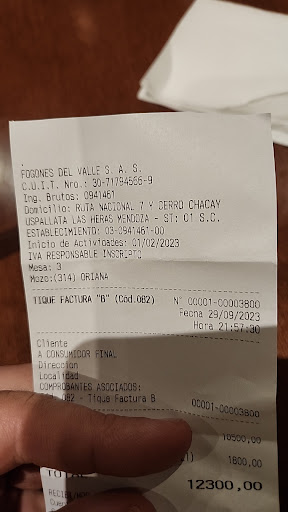 FOGONES DEL VALLE S. A. S.
C.U.I.T. Nro.: 30-71794566-9
Ing. Brutos: 0941461
Domicilio: RUTA NACIONAL 7 Y CERRO CHACAY
USPALLATA LAS HERAS MENDOZA - ST: 01 S.C.
ESTABLECIMIENTO: 03-0941461-00
Inicio de Actividades: 01/02/2023
IVA RESPONSABLE INSCRIPTO
Mesa: 3
Mozo:(314) ORIANA
TIQUE FACTURA "B" (Cod.082) N° 00001-00003800
Fecha 29/09/2023
Hora 21:57:30
Cliente
A CONSUMIDOR FINAL
Direccion
Localidad
COMPROBANTES ASOCIADOS:
082 - Tique Factura B 00001-00003800
10500,00
1800,00
12300,00